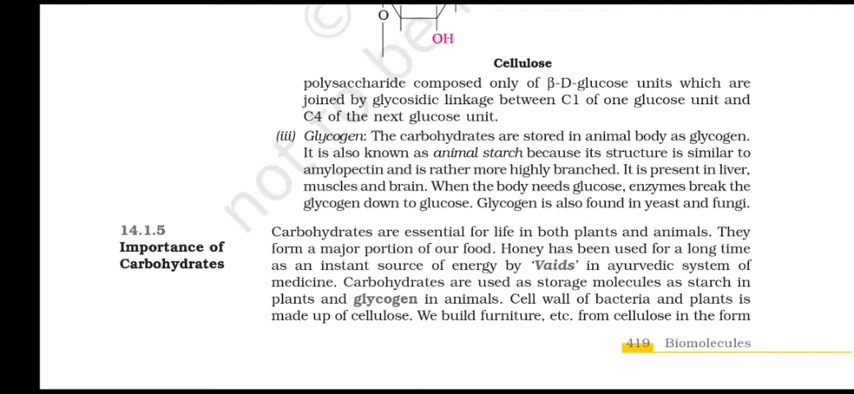 O
OH
Cellulose
polysaccharide composed only of β-D-glucose units which are
joined by glycosidic linkage between C1 of one glucose unit and
C4 of the next glucose unit.
(iii) Glycogen: The carbohydrates are stored in animal body as glycogen.
It is also known as animal starch because its structure is similar to
amylopectin and is rather more highly branched. It is present in liver,
muscles and brain. When the body needs glucose, enzymes break the
glycogen down to glucose. Glycogen is also found in yeast and fungi.
14.1.5
Importance of
Carbohydrates
Carbohydrates are essential for life in both plants and animals. They
form a major portion of our food. Honey has been used for a long time
as an instant source of energy by ‘Vaids’ in ayurvedic system of
medicine. Carbohydrates are used as storage molecules as starch in
plants and glycogen in animals. Cell wall of bacteria and plants is
made up of cellulose. We build furniture, etc. from cellulose in the form
419 Biomolecules
© not to be